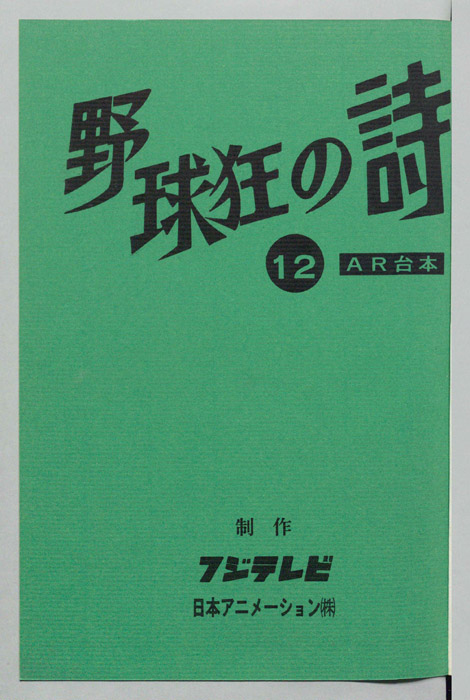 野球狂の詩
12 AR台本
制作
フジテレビ
日本アニメーション㈱